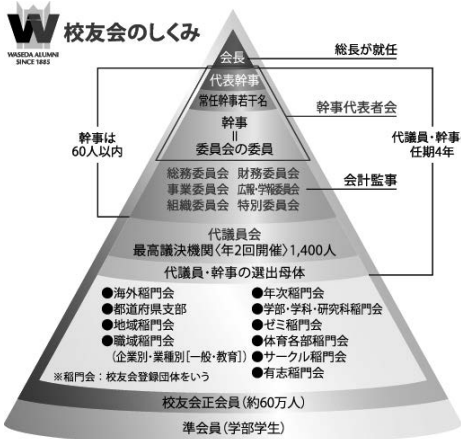 W
WASEDA ALUMNI
SINCE 1885
校友会のしくみ
会長
総長が就任
代表幹事
常任幹事若干名
幹事代表者会
幹事
=
委員会の委員
幹事は
60人以内
代議員・幹事
任期4年
総務委員会 財務委員会
事業委員会 広報・学報委員会
組織委員会 特別委員会
会計監事
代議員会
最高議決機関〈年2回開催〉1,400人
代議員・幹事の選出母体
●海外稲門会
●都道府県支部
●地域稲門会
●職域稲門会
(企業別・業種別[一般・教育])
●年次稲門会
●学部・学科・研究科稲門会
●ゼミ稲門会
●体育各部稲門会
●サークル稲門会
●有志稲門会
※稲門会:校友会登録団体をいう
校友会正会員(約60万人)
準会員(学部学生)